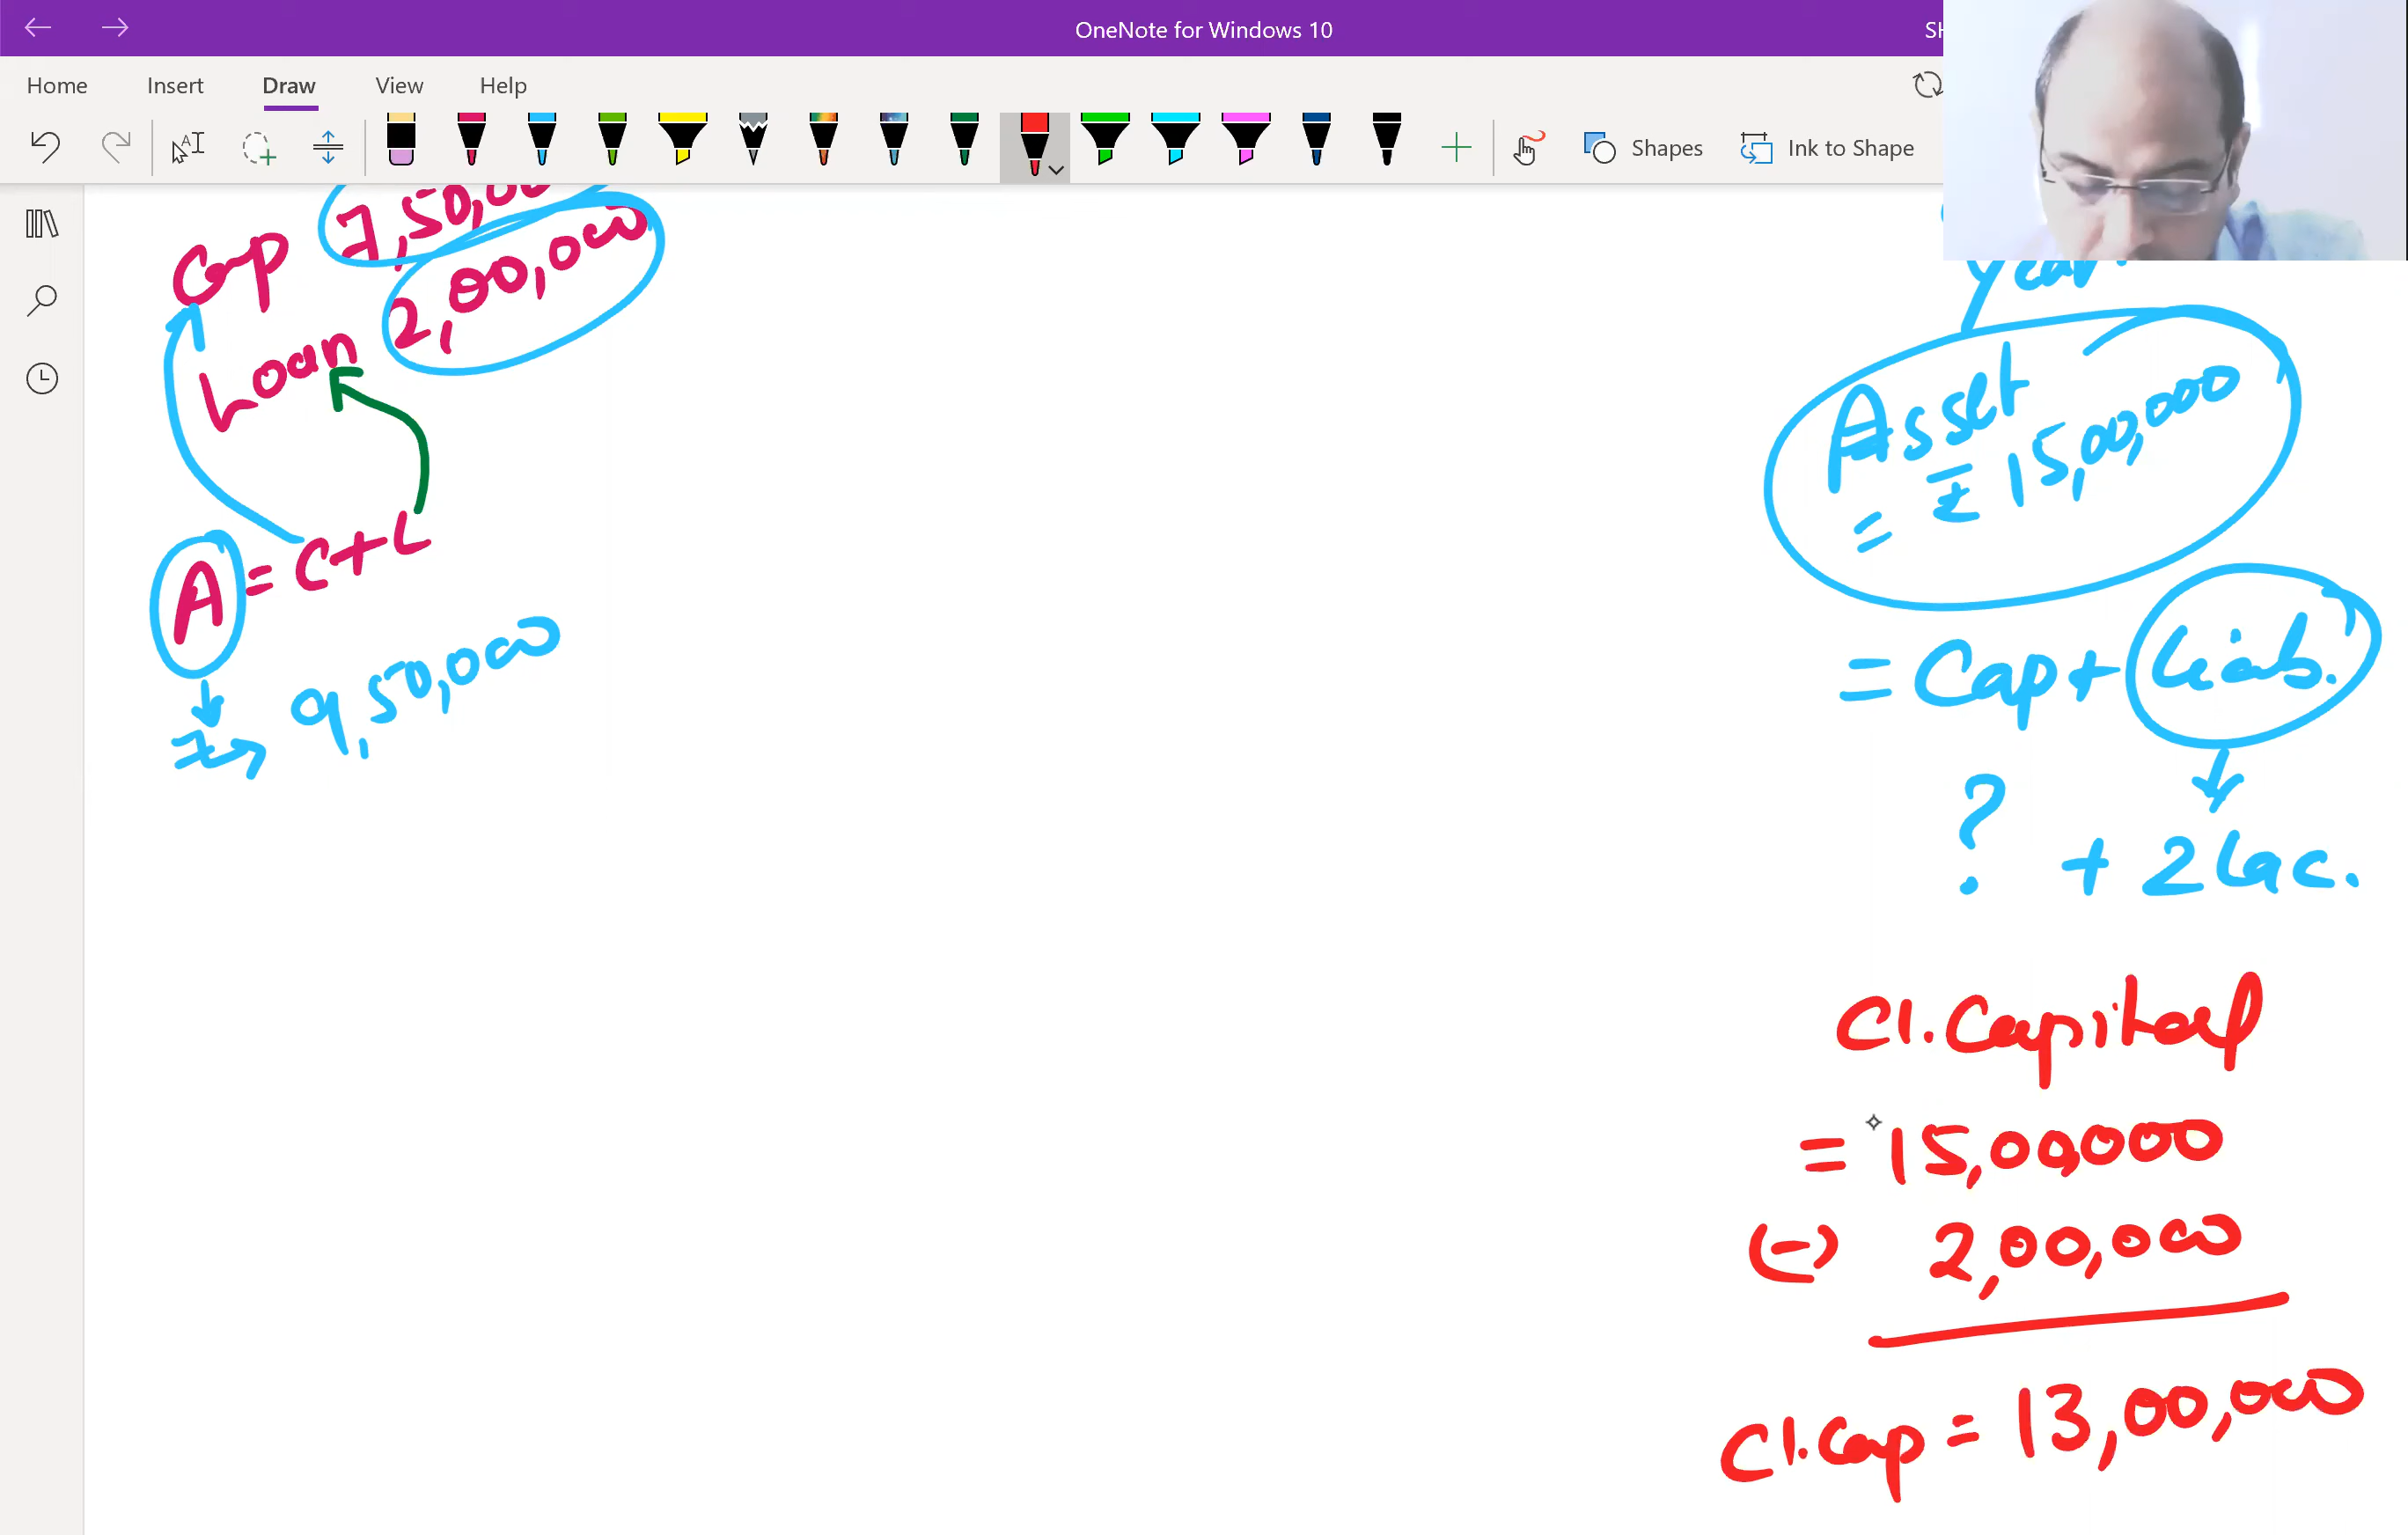 OneNote for Windows 10
Home Insert Draw View Help
Shapes Ink to Shape
Cap 7,50,00
Loan 2,00,000
A = C+L
₹ 9,50,000
Year
Asset
= ₹ 15,00,000
= Cap + Liab.
? + 2 Lac.
Cl. Capital
= 15,00,000
(-) 2,00,000
Cl. Cap = 13,00,000